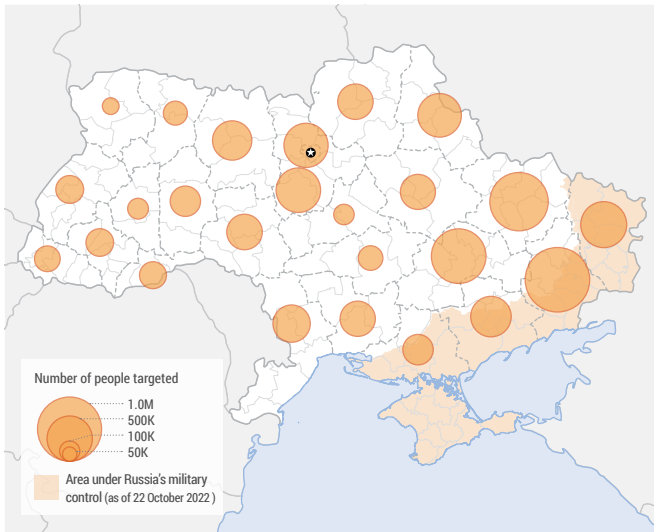 Number of people targeted
1.0M
500K
100K
50K
Area under Russia's military
control (as of 22 October 2022 )